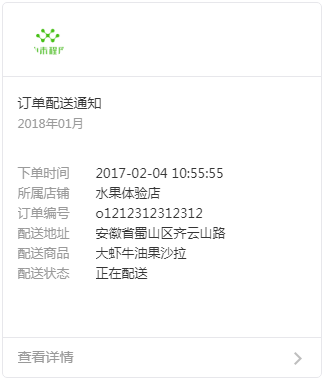 订单配送通知
2018年01月
下单时间 2017-02-04 10:55:55
所属店铺 水果体验店
订单编号 o1212312312312
配送地址 安徽省蜀山区齐云山路
配送商品 大虾牛油果沙拉
配送状态 正在配送
查看详情